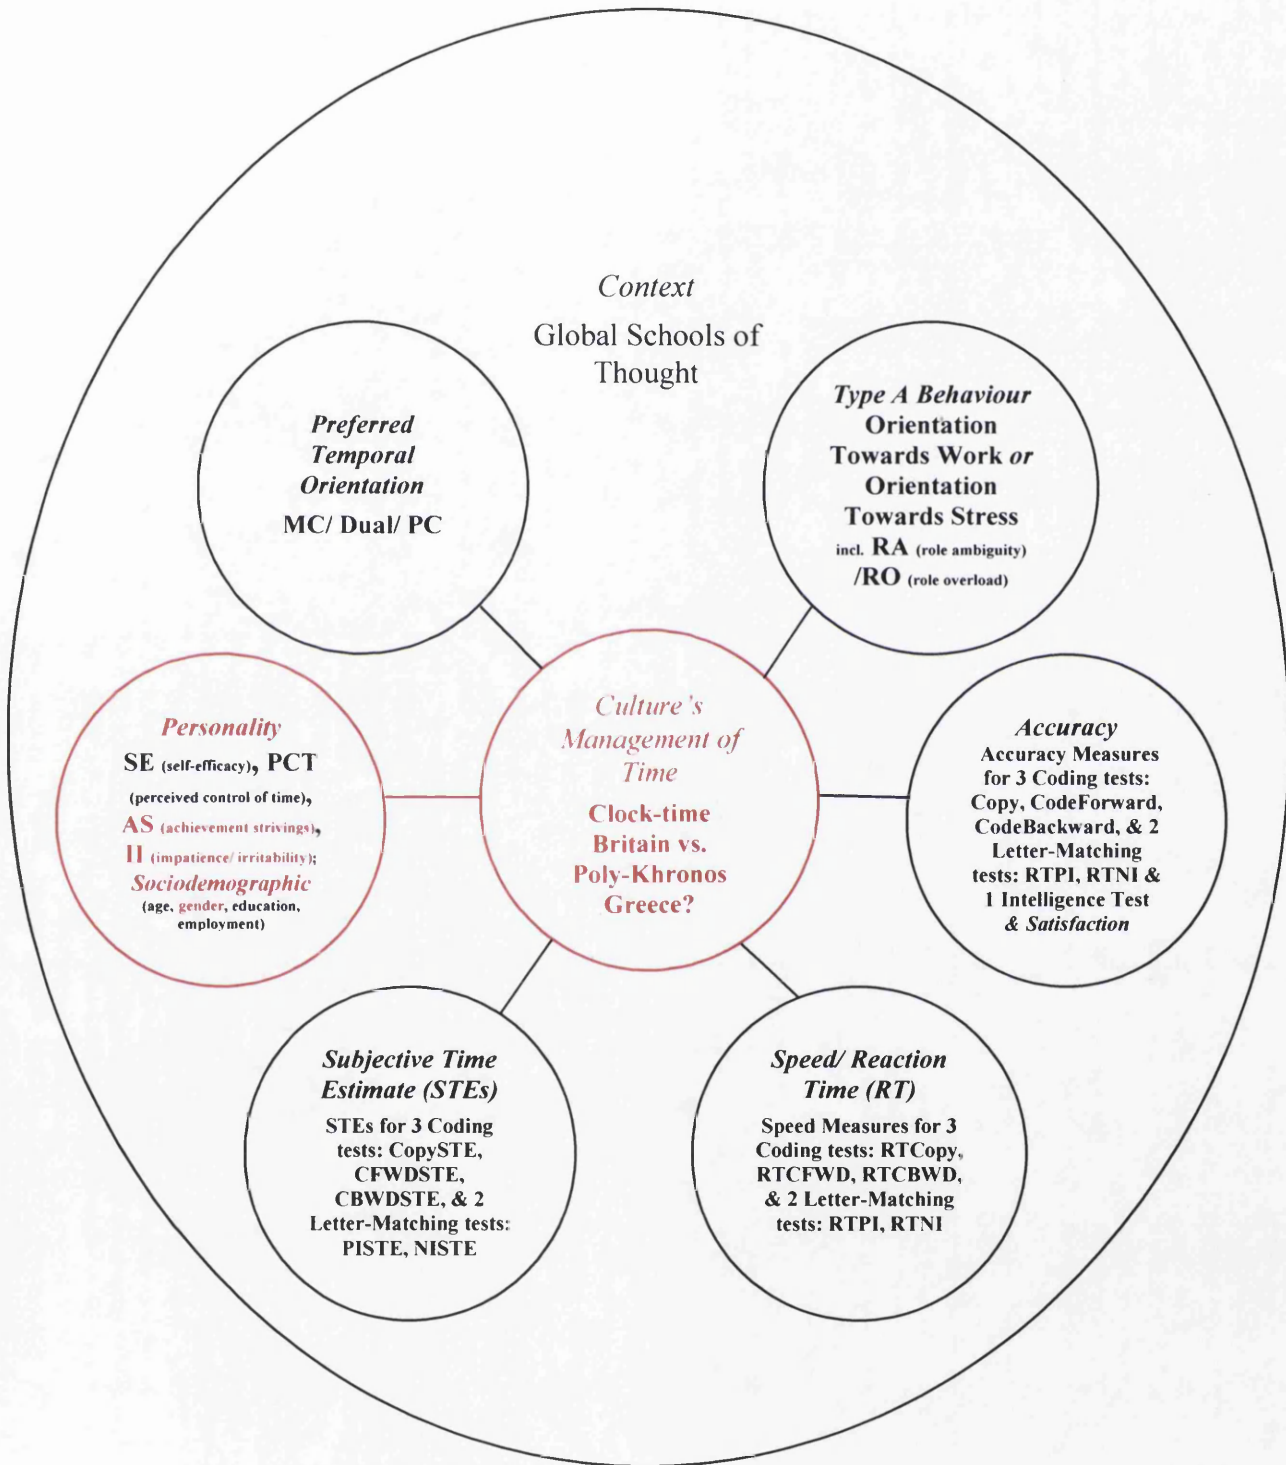 Context
Global Schools of
Thought
Preferred
Temporal
Orientation
MC/ Dual/ PC
Type A Behaviour
Orientation
Towards Work or
Orientation
Towards Stress
incl. RA (role ambiguity)
/RO (role overload)
Personality
SE (self-efficacy), PCT
(perceived control of time),
AS (achievement strivings),
II (impatience/ irritability);
Sociodemographic
(age, gender, education,
employment)
Culture's
Management of
Time
Clock-time
Britain vs.
Poly-Khronos
Greece?
Accuracy
Accuracy Measures
for 3 Coding tests:
Copy, CodeForward,
CodeBackward, & 2
Letter-Matching
tests: RTPI, RTNI &
1 Intelligence Test
& Satisfaction
Subjective Time
Estimate (STEs)
STEs for 3 Coding
tests: CopySTE,
CFWDSTE,
CBWDSTE, & 2
Letter-Matching tests:
PISTE, NISTE
Speed/ Reaction
Time (RT)
Speed Measures for 3
Coding tests: RTCopy,
RTCFWD, RTCBWD,
& 2 Letter-Matching
tests: RTPI, RTNI